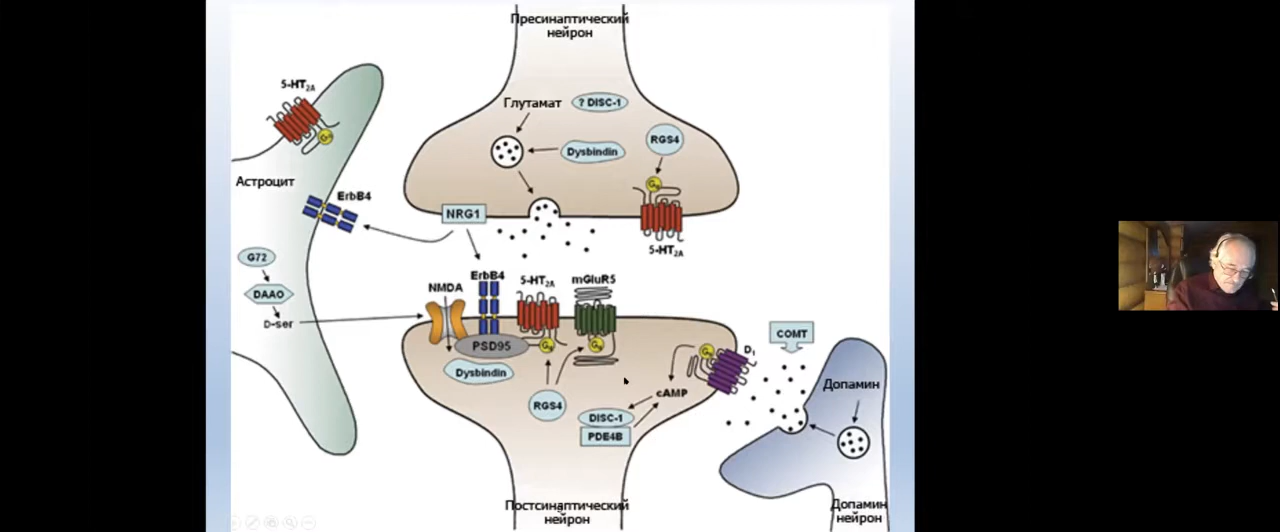 Пресинаптический
нейрон
5-HT2A
Глутамат
? DISC-1
RGS4
Dysbindin
Астроцит
ErbB4
NRG1
5-HT2A
G72
DAAO
D-ser
NMDA
ErbB4
5-HT2A
mGluR5
PSD95
Dysbindin
RGS4
D1
COMT
cAMP
DISC-1
PDE4B
Допамин
Постсинаптический
нейрон
Допамин
нейрон